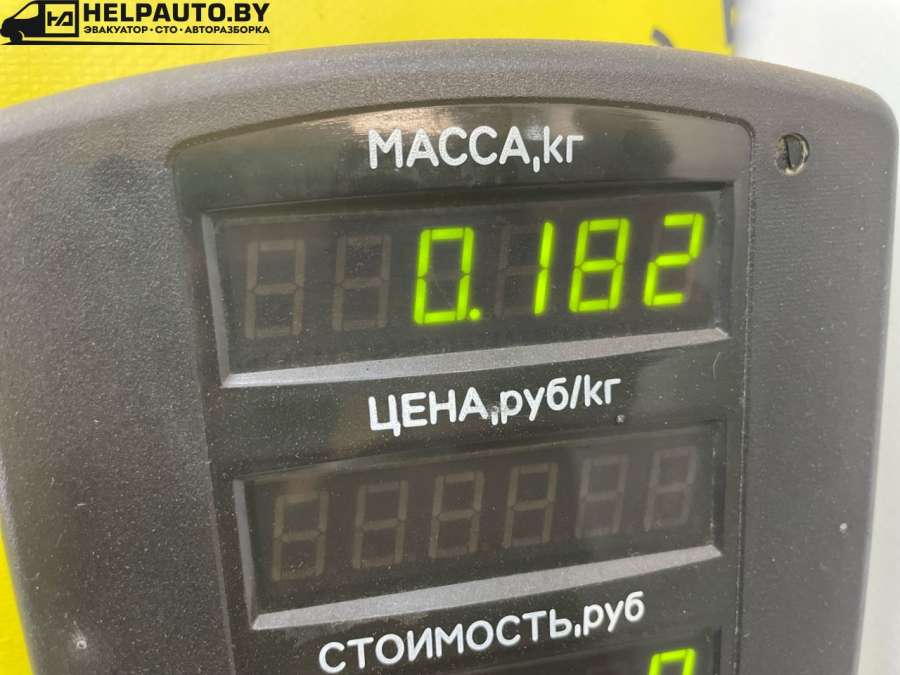 HELPAUTO.BY
ЭВАКУАТОР • СТО • АВТОРАЗБОРКА
МАССА,кг
0.182
ЦЕНА,руб/кг
СТОИМОСТЬ,руб